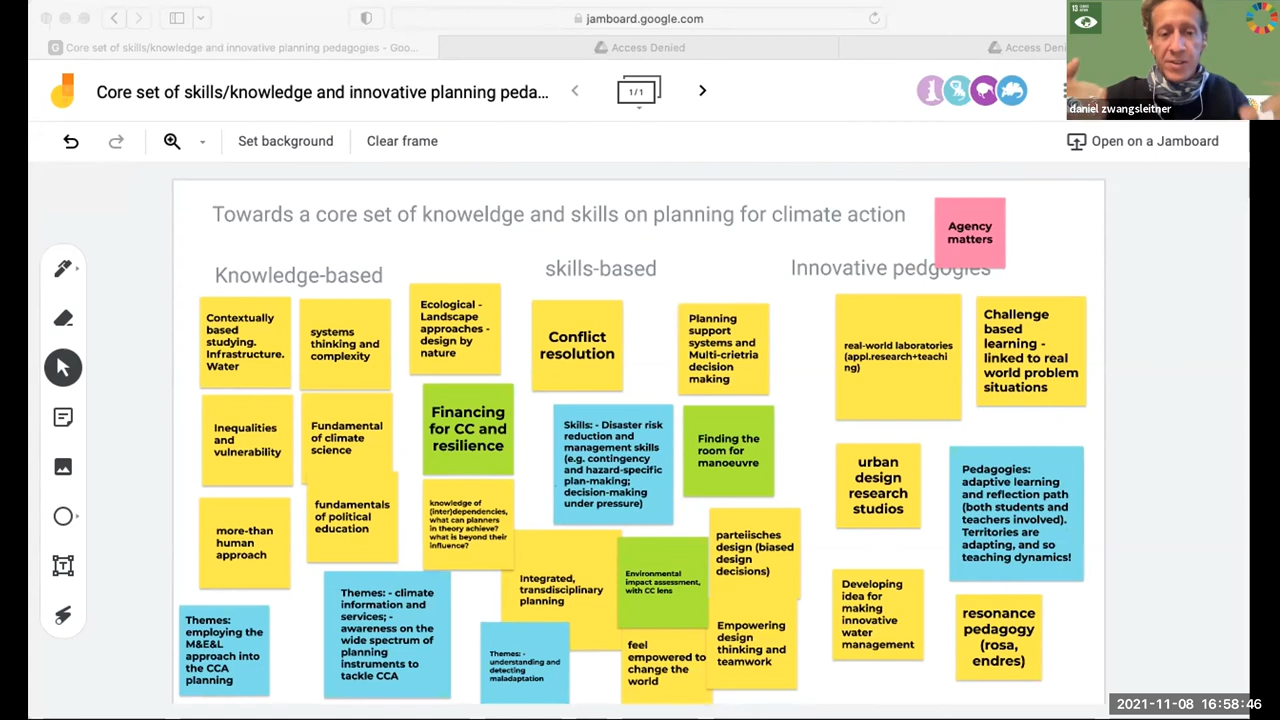 jamboard.google.com
Core set of skills/knowledge and innovative planning pedagogies - Goo...
Access Denied
Access Deni
13
daniel zwangsleitner
Core set of skills/knowledge and innovative planning peda...
1/1
Set background
Clear frame
Open on a Jamboard
Towards a core set of knoweldge and skills on planning for climate action
Agency
matters
Knowledge-based
skills-based
Innovative pedgogies
Contextually
based
studying.
Infrastructure.
Water
systems
thinking and
complexity
Ecological -
Landscape
approaches -
design by
nature
Inequalities
and
vulnerability
Fundamental
of climate
science
Financing
for CC and
resilience
more-than
human
approach
fundamentals
of political
education
knowledge of
(inter)dependencies,
what can planners
in theory achieve?
what is beyond their
influence?
Themes:
employing the
M&E&L
approach into
the CCA
planning
Themes: - climate
information and
services; -
awareness on the
wide spectrum of
planning
instruments to
tackle CCA
Conflict
resolution
Planning
support
systems and
Multi-crietria
decision
making
Skills: - Disaster risk
reduction and
management skills
(e.g. contingency
and hazard-specific
plan-making;
decision-making
under pressure)
Finding the
room for
manoeuvre
Integrated,
transdisciplinary
planning
Environmental
impact assessment,
with CC lens
parteiisches
design (biased
design
decisions)
Themes: -
understanding and
detecting
maladaptation
feel
empowered to
change the
world
Empowering
design
thinking and
teamwork
real-world laboratories
(appl.research+teachi
ng)
Challenge
based
learning -
linked to real
world problem
situations
urban
design
research
studios
Pedagogies:
adaptive learning
and reflection path
(both students and
teachers involved).
Territories are
adapting, and so
teaching dynamics!
Developing
idea for
making
innovative
water
management
resonance
pedagogy
(rosa,
endres)
2021-11-08 16:58:46